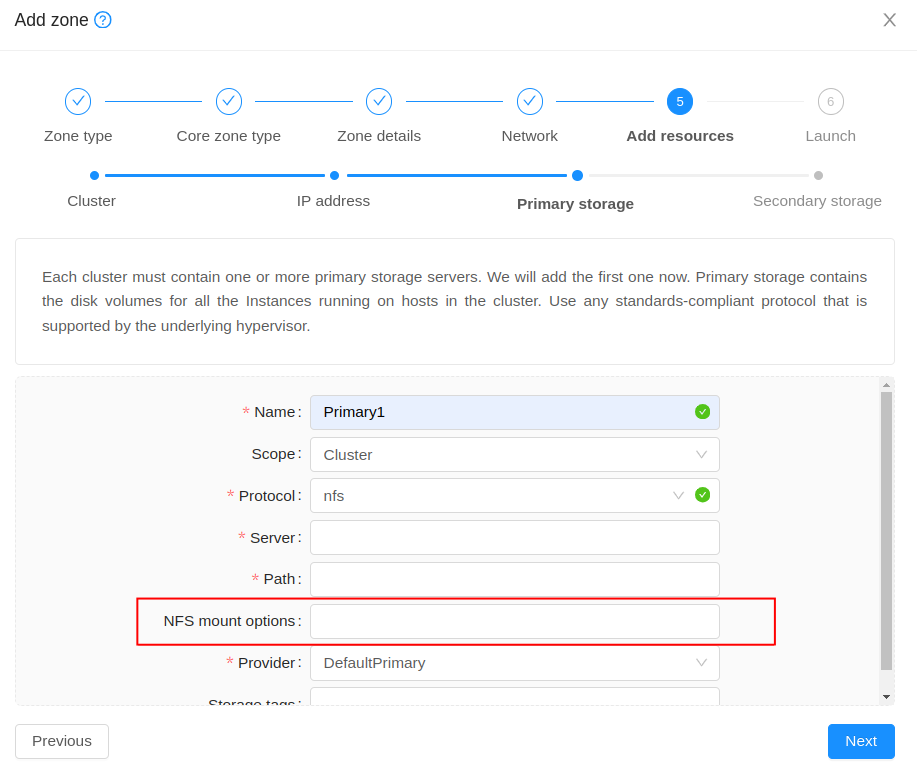 Add zone ?
Zone type
Core zone type
Zone details
Network
5
Add resources
6
Launch
Cluster
IP address
Primary storage
Secondary storage
Each cluster must contain one or more primary storage servers. We will add the first one now. Primary storage contains
the disk volumes for all the Instances running on hosts in the cluster. Use any standards-compliant protocol that is
supported by the underlying hypervisor.
* Name: Primary1
Scope: Cluster
* Protocol: nfs
* Server:
* Path:
NFS mount options:
* Provider: DefaultPrimary
Storage tags:
Previous
Next